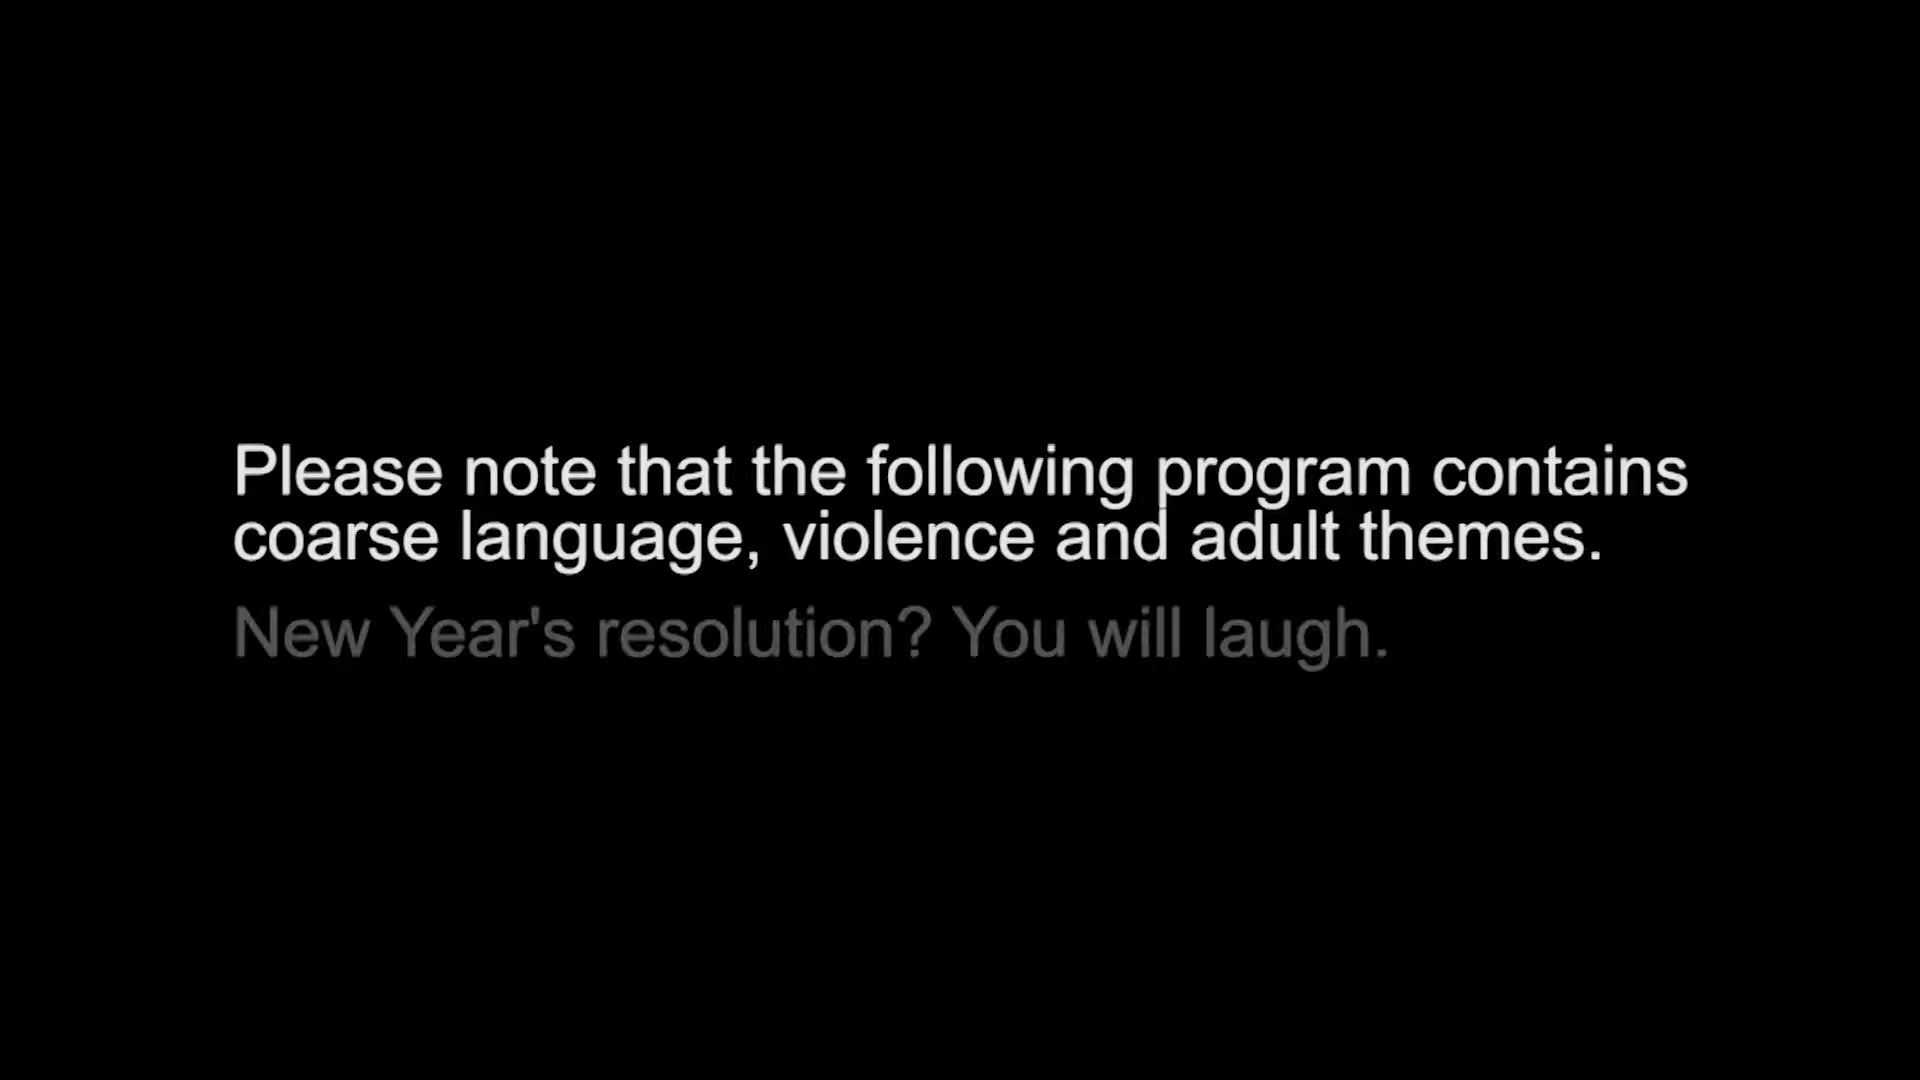 Please note that the following program contains
coarse language, violence and adult themes.
New Year's resolution? You will laugh.